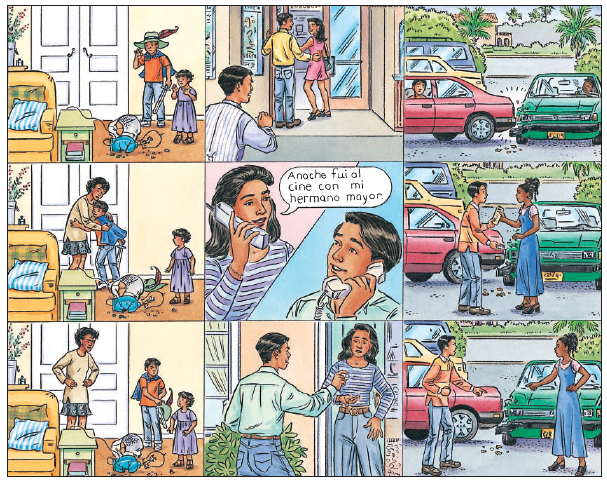 Anoche fui al
cine con mi
hermano mayor.